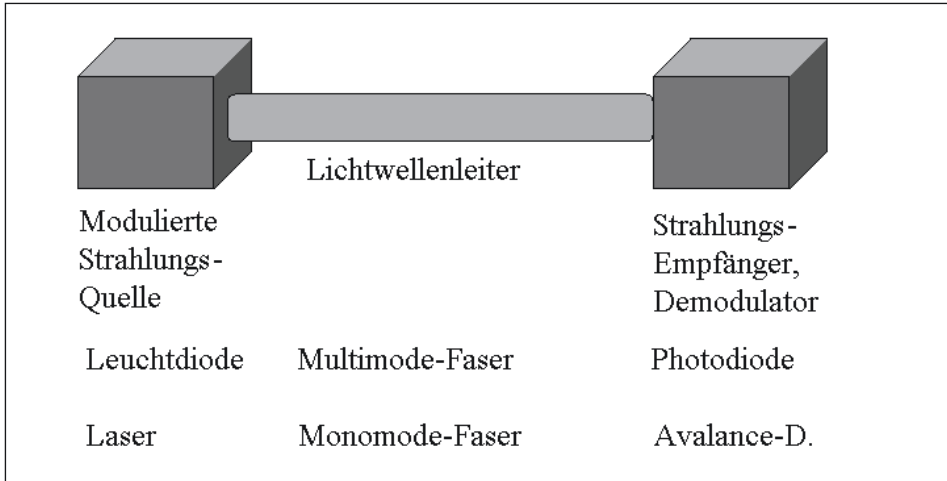 Lichtwellenleiter
Modulierte
Strahlungs-
Quelle
Strahlungs-
Empfänger,
Demodulator
Leuchtdiode Multimode-Faser Photodiode
Laser Monomode-Faser Avalance-D.